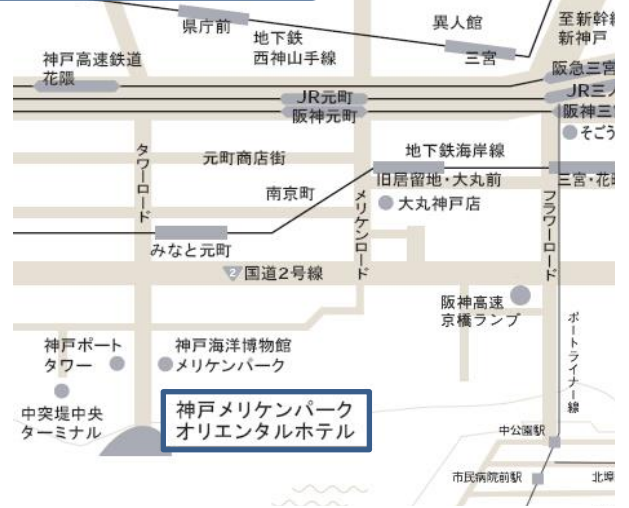 県庁前
地下鉄
西神山手線
異人館
三宮
至新幹
新神戸
神戸高速鉄道
花隈
JR元町
阪神元町
阪急三宮
JR三ノ
阪神三
そごう
タワーロード
元町商店街
南京町
みなと元町
地下鉄海岸線
旧居留地・大丸前
大丸神戸店
メリケンロード
三宮・花
フラワーロード
2
国道2号線
阪神高速
京橋ランプ
ポートライナー線
神戸ポート
タワー
神戸海洋博物館
メリケンパーク
中突堤中央
ターミナル
神戸メリケンパーク
オリエンタルホテル
中公園駅
市民病院前駅
北埠